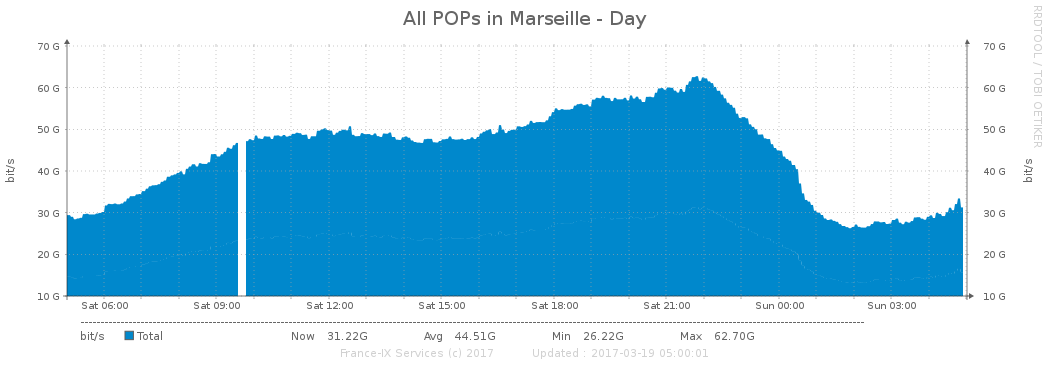 All POPs in Marseille - Day
RRDTOOL / TOBI OETIKER
70 G 70 G
60 G 60 G
50 G 50 G
40 G 40 G
30 G 30 G
20 G 20 G
10 G 10 G
bit/s
bit/s
Sat 06:00 Sat 09:00 Sat 12:00 Sat 15:00 Sat 18:00 Sat 21:00 Sun 00:00 Sun 03:00
bit/s Total Now 31.22G Avg 44.51G Min 26.22G Max 62.70G
France-IX Services (c) 2017 Updated : 2017-03-19 05:00:01